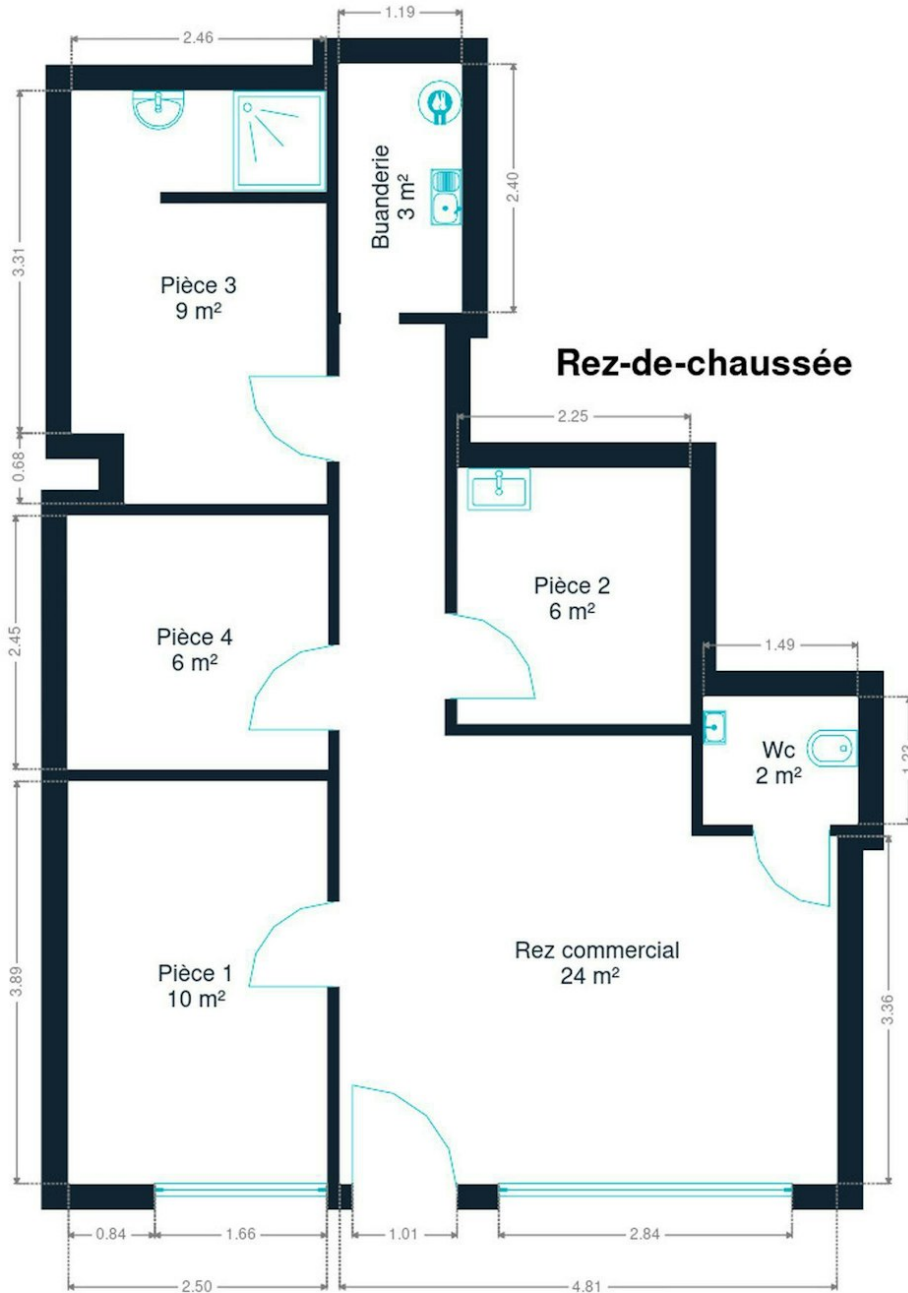 1.19
2.46
Buanderie
3 m²
2.40
3.31
Pièce 3
9 m²
Rez-de-chaussée
2.25
0.68
Pièce 2
6 m²
2.45
Pièce 4
6 m²
1.49
Wc
2 m²
1.23
3.89
Pièce 1
10 m²
Rez commercial
24 m²
3.36
0.84
1.66
1.01
2.84
2.50
4.81